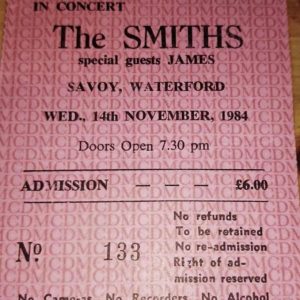 IN CONCERT
The SMITHS
special guests JAMES
SAVOY, WATERFORD
WED., 14th NOVEMBER, 1984
Doors Open 7.30 pm
ADMISSION — — — £6.00
No refunds
To be retained
No re-admission
Right of ad-
mission reserved
No. 133
No Cameras No Recorders No Alcohol